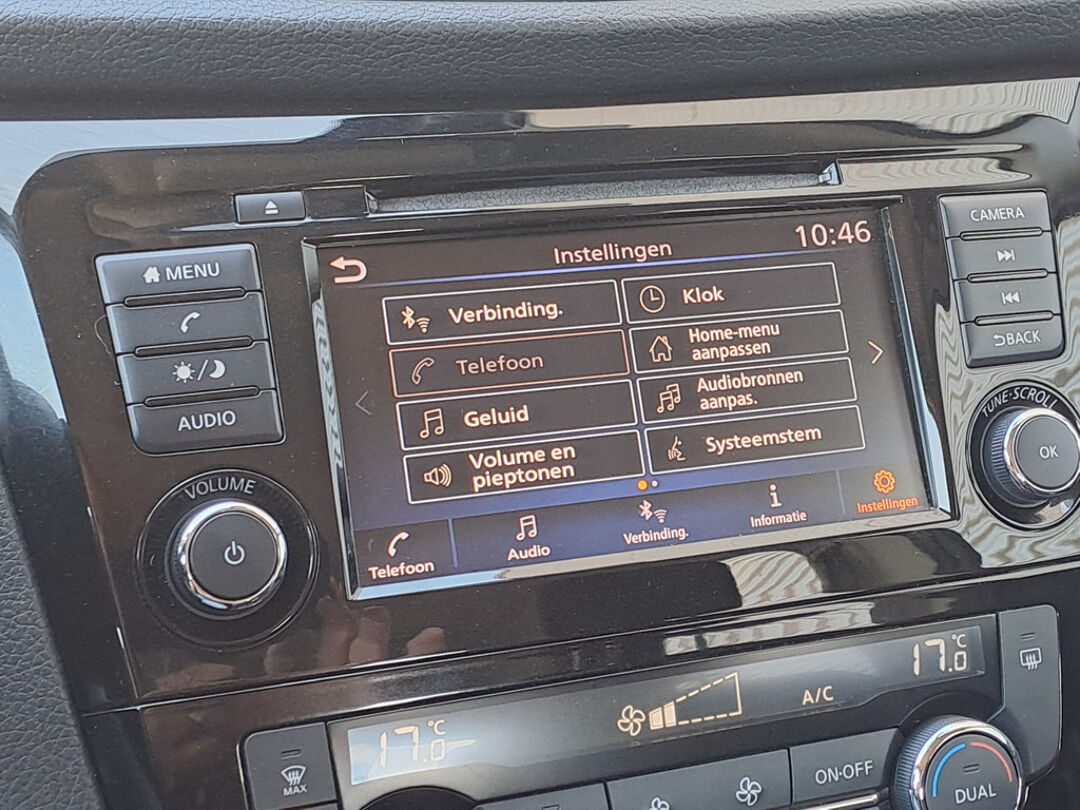 MENU
AUDIO
VOLUME
Instellingen
10:46
Verbinding.
Klok
Telefoon
Home-menu
aanpassen
Geluid
Audiobronnen
aanpas.
Volume en
pieptonen
Systeemstem
Telefoon
Audio
Verbinding.
Informatie
Instellingen
CAMERA
BACK
TUNE·SCROLL
OK
17.0 °C
A/C
17.0 °C
MAX
ON·OFF
DUAL